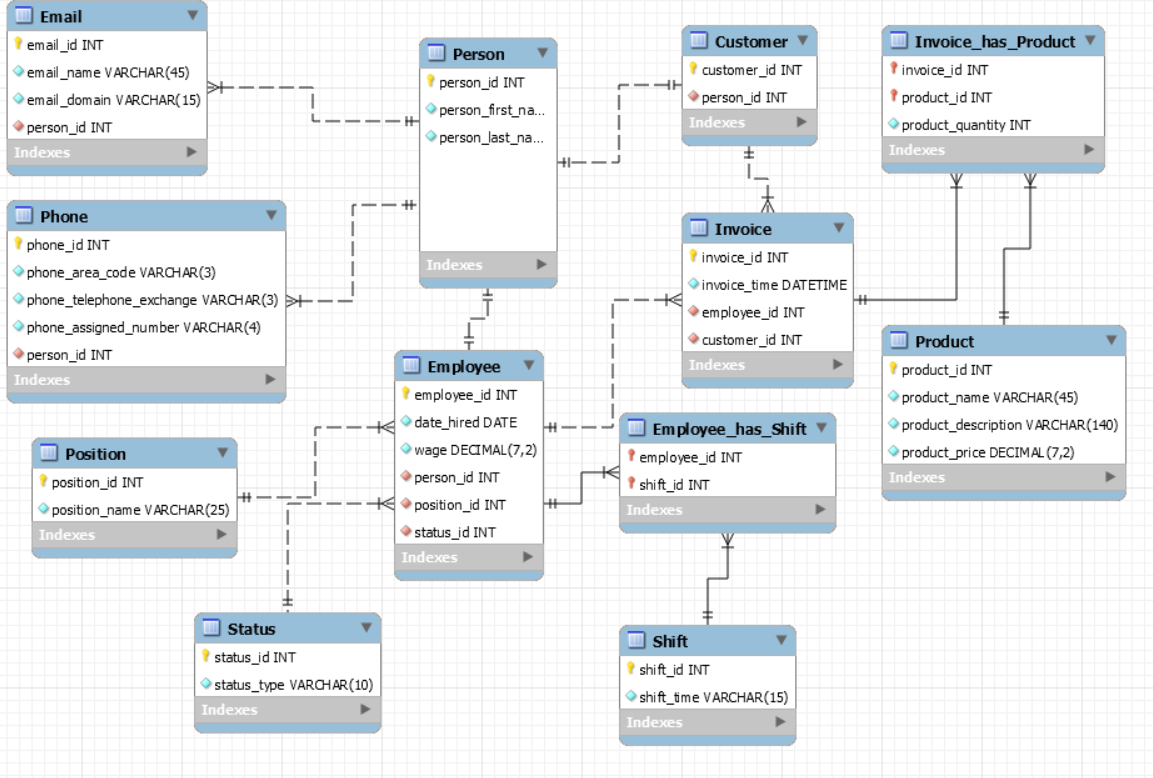 Email
email_id INT
email_name VARCHAR(45)
email_domain VARCHAR(15)
person_id INT
Indexes
Phone
phone_id INT
phone_area_code VARCHAR(3)
phone_telephone_exchange VARCHAR(3)
phone_assigned_number VARCHAR(4)
person_id INT
Indexes
Person
person_id INT
person_first_na...
person_last_na...
Indexes
Customer
customer_id INT
person_id INT
Indexes
Invoice_has_Product
invoice_id INT
product_id INT
product_quantity INT
Indexes
Invoice
invoice_id INT
invoice_time DATETIME
employee_id INT
customer_id INT
Indexes
Product
product_id INT
product_name VARCHAR(45)
product_description VARCHAR(140)
product_price DECIMAL(7,2)
Indexes
Employee
employee_id INT
date_hired DATE
wage DECIMAL(7,2)
person_id INT
position_id INT
status_id INT
Indexes
Employee_has_Shift
employee_id INT
shift_id INT
Indexes
Position
position_id INT
position_name VARCHAR(25)
Indexes
Status
status_id INT
status_type VARCHAR(10)
Indexes
Shift
shift_id INT
shift_time VARCHAR(15)
Indexes